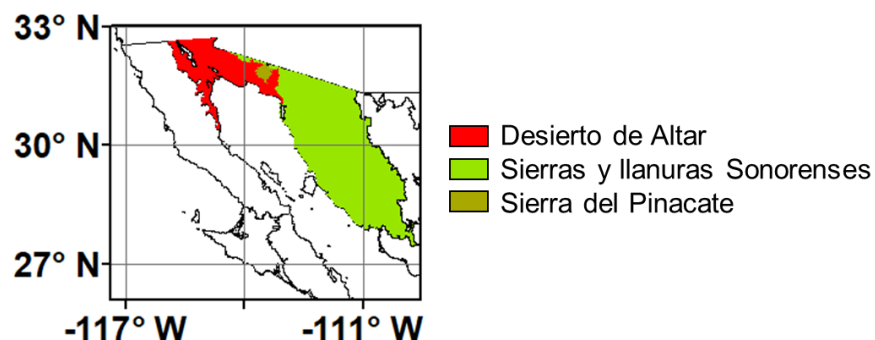 33° N
30° N
27° N
-117° W
-111° W
Desierto de Altar
Sierras y llanuras Sonorenses
Sierra del Pinacate